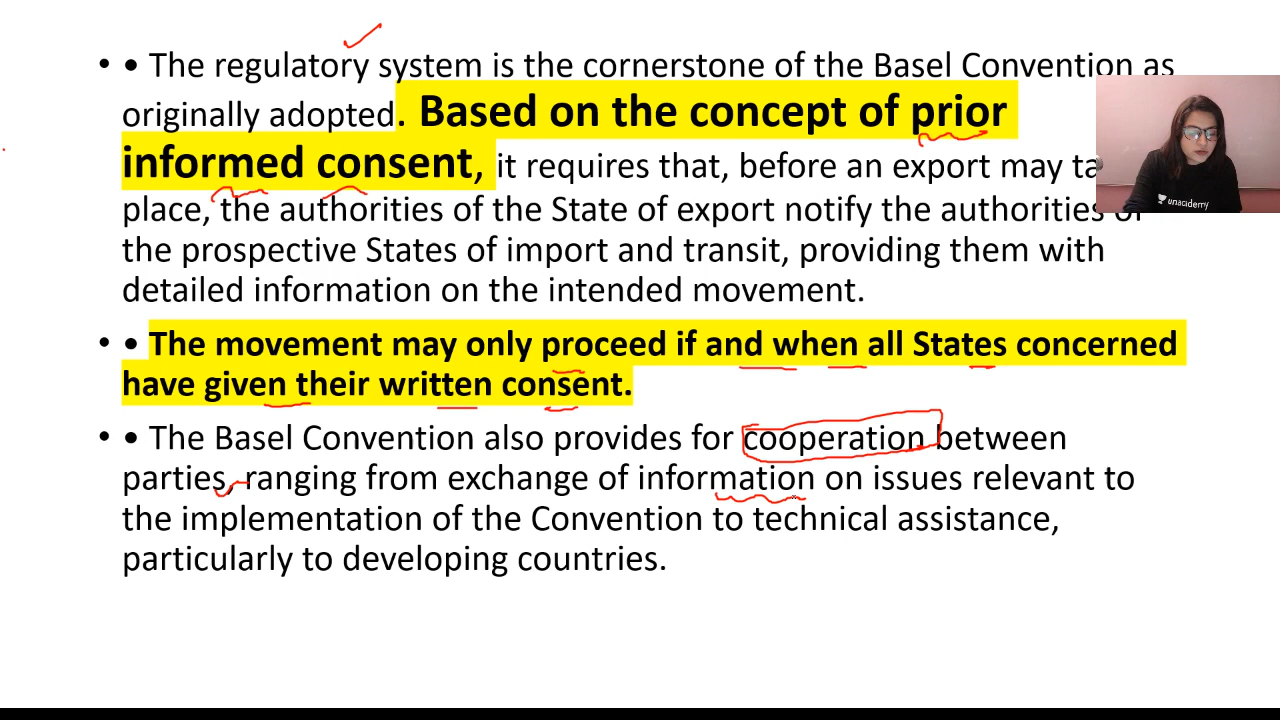 • • The regulatory system is the cornerstone of the Basel Convention as
originally adopted. Based on the concept of prior
informed consent, it requires that, before an export may ta
place, the authorities of the State of export notify the authorities of
the prospective States of import and transit, providing them with
detailed information on the intended movement.
• • The movement may only proceed if and when all States concerned
have given their written consent.
• • The Basel Convention also provides for cooperation between
parties, ranging from exchange of information on issues relevant to
the implementation of the Convention to technical assistance,
particularly to developing countries.
unacademy